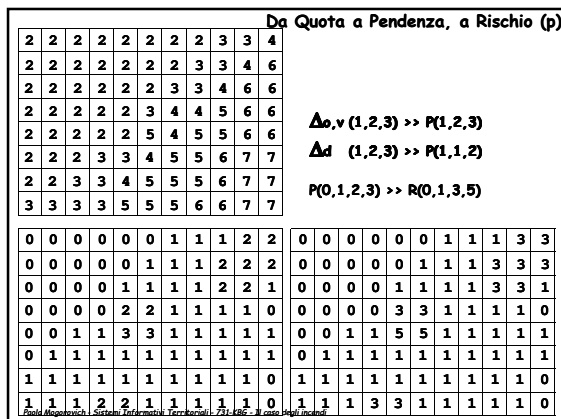 Da Quota a Pendenza, a Rischio (p)
2 2 2 2 2 2 2 2 3 3 4
2 2 2 2 2 2 2 3 3 4 6
2 2 2 2 2 2 3 3 4 6 6
2 2 2 2 2 3 4 4 5 6 6
2 2 2 2 2 5 4 5 5 6 6
2 2 2 3 3 4 5 5 6 7 7
2 2 3 3 4 5 5 5 6 7 7
3 3 3 3 5 5 5 6 6 7 7
Δo,v (1,2,3) >> P(1,2,3)
Δd (1,2,3) >> P(1,1,2)
P(0,1,2,3) >> R(0,1,3,5)
0 0 0 0 0 0 1 1 1 2 2 0 0 0 0 0 0 1 1 1 3 3
0 0 0 0 0 1 1 1 2 2 2 0 0 0 0 0 1 1 1 3 3 3
0 0 0 0 1 1 1 1 2 2 1 0 0 0 0 1 1 1 1 3 3 1
0 0 0 0 2 2 1 1 1 1 0 0 0 0 0 3 3 1 1 1 1 0
0 0 1 1 3 3 1 1 1 1 1 0 0 1 1 5 5 1 1 1 1 1
0 1 1 1 1 1 1 1 1 1 1 0 1 1 1 1 1 1 1 1 1 1
1 1 1 1 1 1 1 1 1 1 0 1 1 1 1 1 1 1 1 1 1 0
1 1 1 2 2 1 1 1 1 1 0 1 1 1 3 3 1 1 1 1 1 0
Paola Mogorovich - Sistemi Informativi Territoriali - 731-KBG - Il caso degli incendi